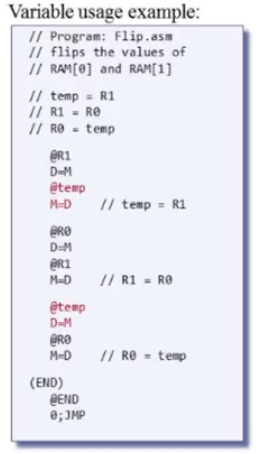 Variable usage example:
// Program: Flip.asm
// flips the values of
// RAM[0] and RAM[1]
// temp = R1
// R1 = R0
// R0 = temp
@R1
D=M
@temp
M=D // temp = R1
@R0
D=M
@R1
M=D // R1 = R0
@temp
D=M
@R0
M=D // R0 = temp
(END)
@END
0;JMP